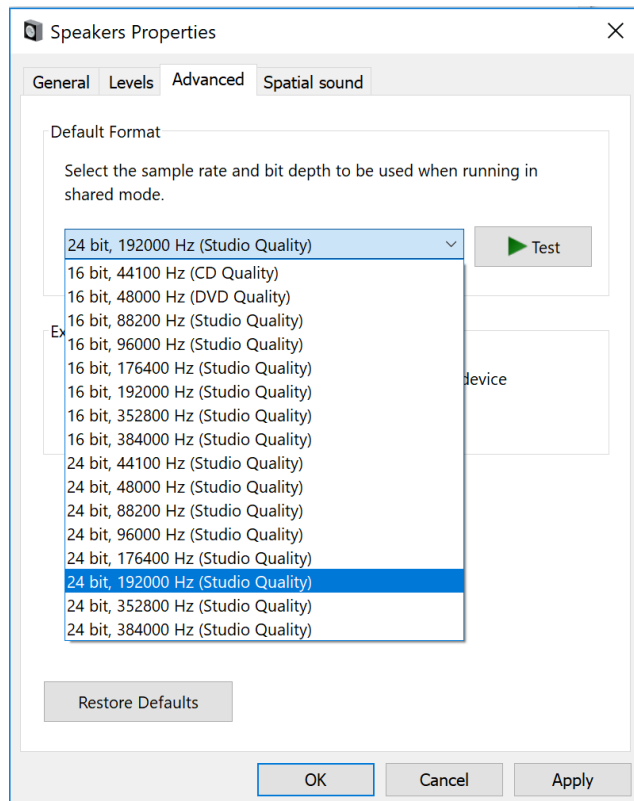 Speakers Properties
General Levels Advanced Spatial sound
Default Format
Select the sample rate and bit depth to be used when running in
shared mode.
24 bit, 192000 Hz (Studio Quality)
Test
16 bit, 44100 Hz (CD Quality)
16 bit, 48000 Hz (DVD Quality)
16 bit, 88200 Hz (Studio Quality)
Ex
16 bit, 96000 Hz (Studio Quality)
16 bit, 176400 Hz (Studio Quality)
device
16 bit, 192000 Hz (Studio Quality)
16 bit, 352800 Hz (Studio Quality)
16 bit, 384000 Hz (Studio Quality)
24 bit, 44100 Hz (Studio Quality)
24 bit, 48000 Hz (Studio Quality)
24 bit, 88200 Hz (Studio Quality)
24 bit, 96000 Hz (Studio Quality)
24 bit, 176400 Hz (Studio Quality)
24 bit, 192000 Hz (Studio Quality)
24 bit, 352800 Hz (Studio Quality)
24 bit, 384000 Hz (Studio Quality)
Restore Defaults
OK Cancel Apply